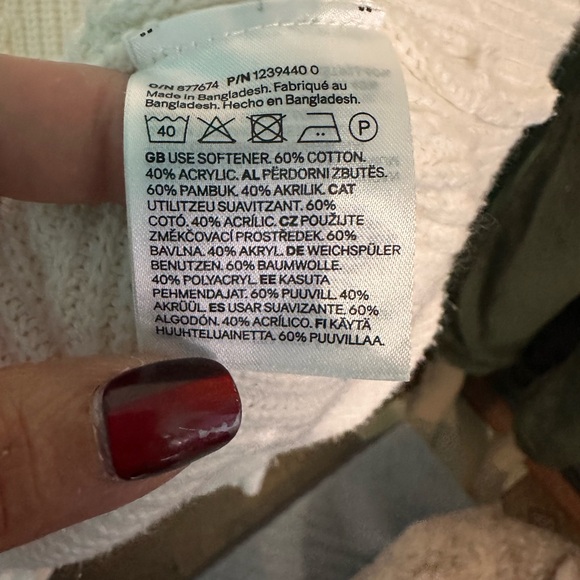 O/N 877674 P/N 1239440 0
Made in Bangladesh. Fabriqué au
Bangladesh. Hecho en Bangladesh.
40 P
GB USE SOFTENER. 60% COTTON.
40% ACRYLIC. AL PËRDORNI ZBUTËS.
60% PAMBUK. 40% AKRILIK. CAT
UTILITZEU SUAVITZANT. 60%
COTÓ. 40% ACRÍLIC. CZ POUŽIJTE
ZMĚKČOVACÍ PROSTŘEDEK. 60%
BAVLNA. 40% AKRYL. DE WEICHSPÜLER
BENUTZEN. 60% BAUMWOLLE.
40% POLYACRYL. EE KASUTA
PEHMENDAJAT. 60% PUUVILL. 40%
AKRÜÜL. ES USAR SUAVIZANTE. 60%
ALGODÓN. 40% ACRÍLICO. FI KÄYTÄ
HUUHTELUAINETTA. 60% PUUVILLAA.